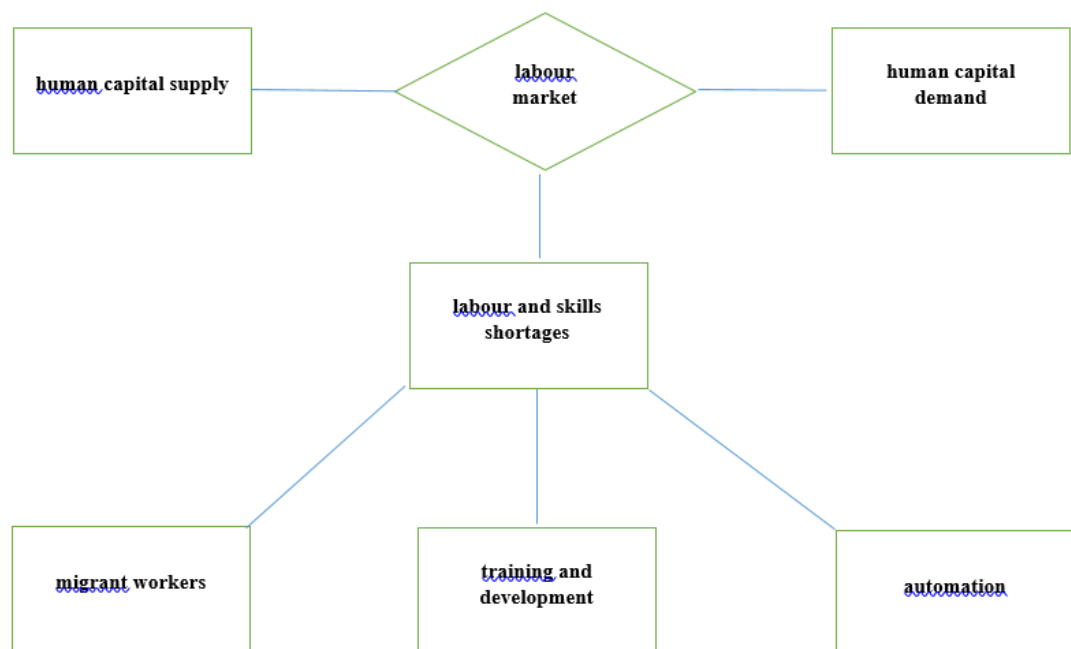 human capital supply
labour
market
human capital
demand
labour and skills
shortages
migrant workers
training and
development
automation